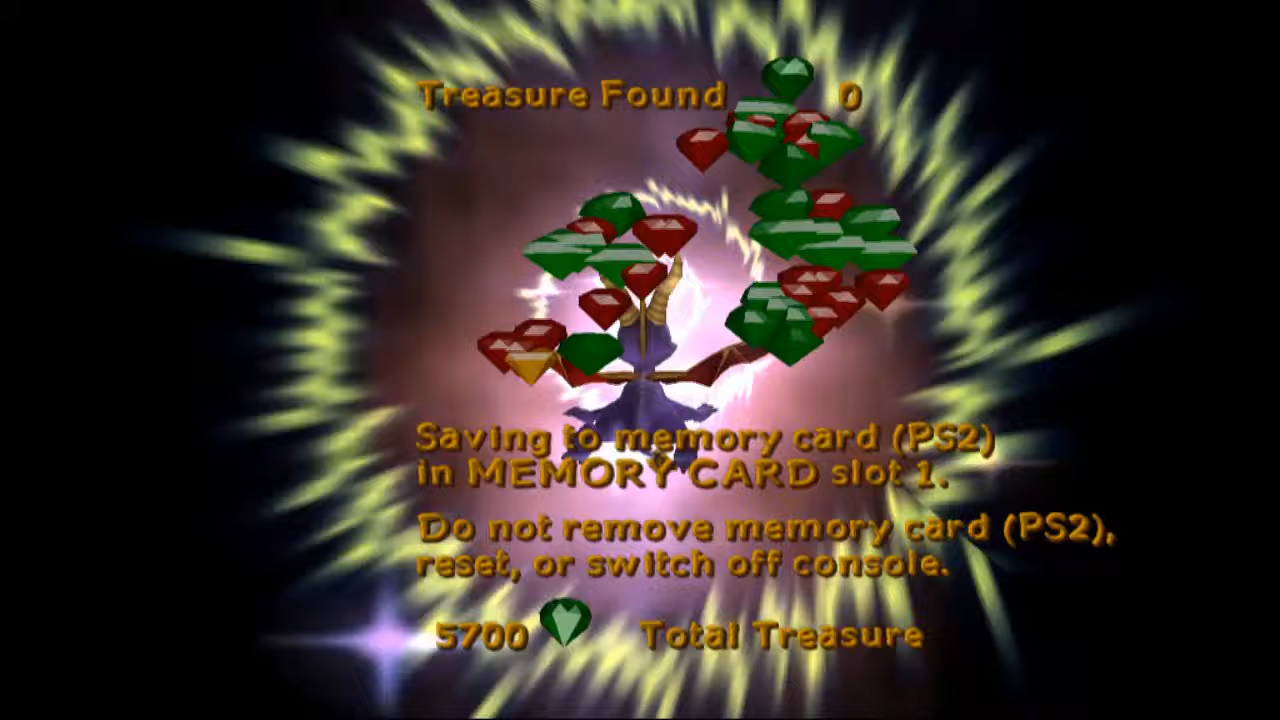 Treasure Found 0
Saving to memory card (PS2)
in MEMORY CARD slot 1.
Do not remove memory card (PS2),
reset, or switch off console.
5700 Total Treasure